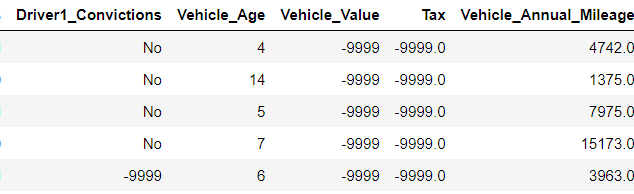 Driver1_Convictions Vehicle_Age Vehicle_Value Tax Vehicle_Annual_Mileage
No 4 -9999 -9999.0 4742.0
No 14 -9999 -9999.0 1375.0
No 5 -9999 -9999.0 7975.0
No 7 -9999 -9999.0 15173.0
-9999 6 -9999 -9999.0 3963.0